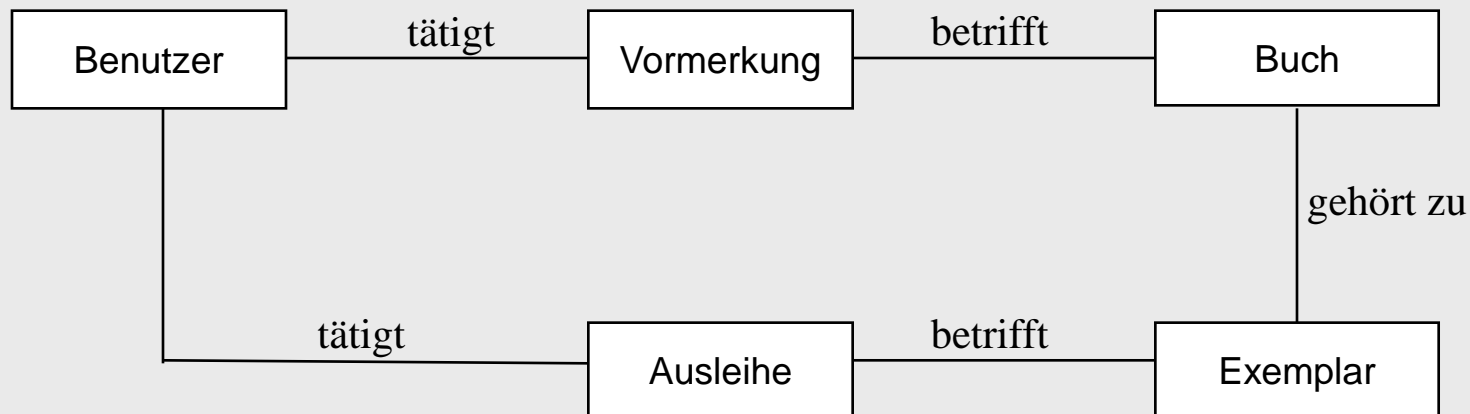 Benutzer tätigt Vormerkung betrifft Buch
gehört zu
tätigt Ausleihe betrifft Exemplar